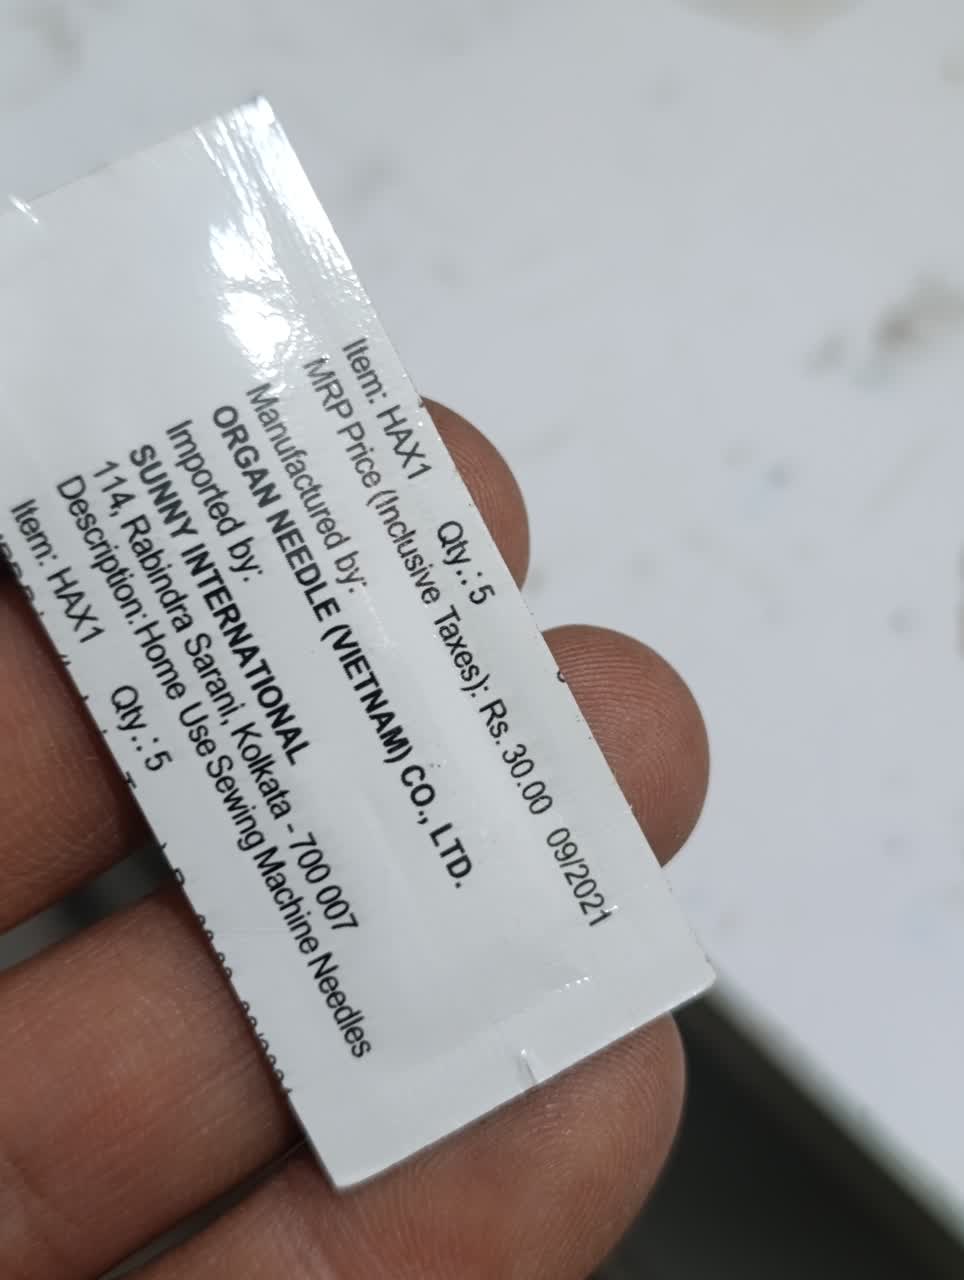 Item: HAX1 Qty.: 5
MRP Price (Inclusive Taxes): Rs. 30.00 09/2021
Manufactured by:
ORGAN NEEDLE (VIETNAM) CO., LTD.
Imported by:
SUNNY INTERNATIONAL
114, Rabindra Sarani, Kolkata - 700 007
Description: Home Use Sewing Machine Needles
Item: HAX1 Qty.: 5